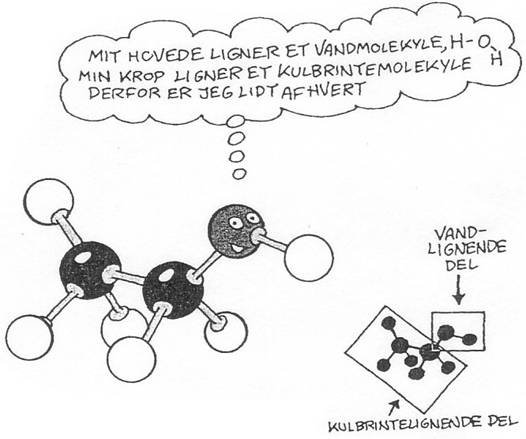 MIT HOVEDE LIGNER ET VANDMOLEKYLE, H-O-H
MIN KROP LIGNER ET KULBRINTEMOLEKYLE
DERFOR ER JEG LIDT AF HVERT
VAND-
LIGNENDE
DEL
KULBRINTELIGNENDE DEL